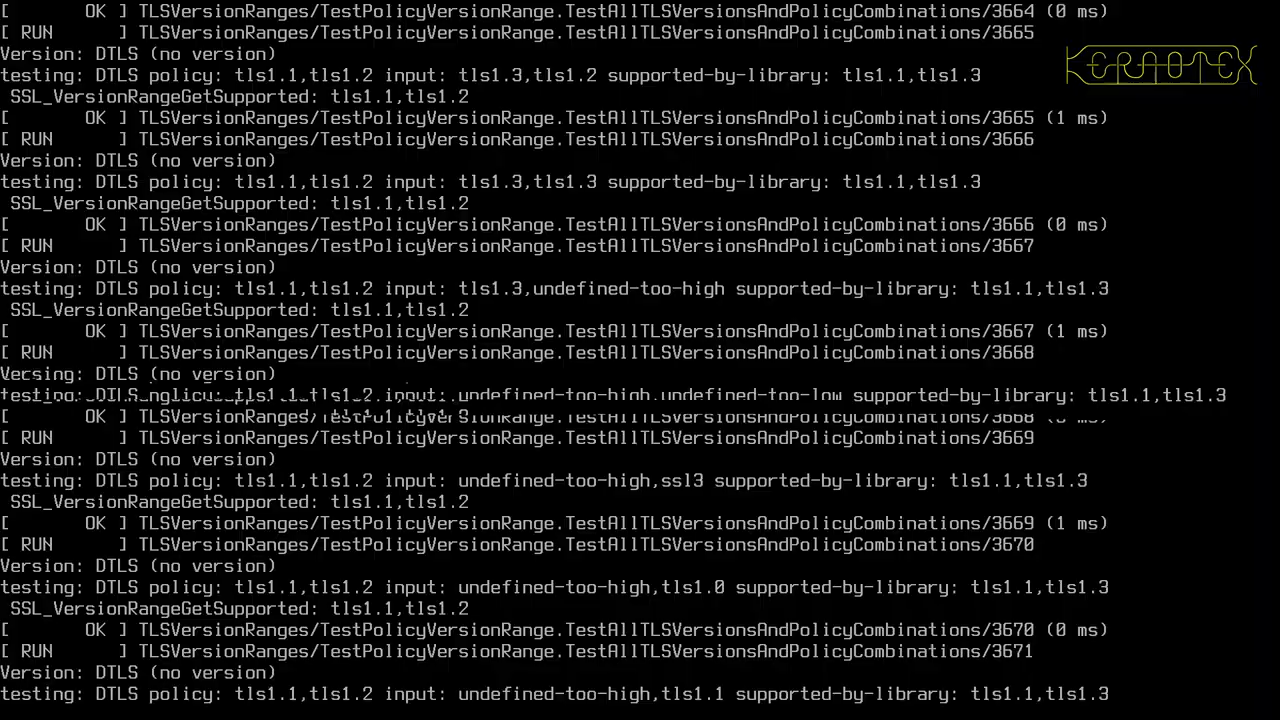 [       OK ] TLSVersionRanges/TestPolicyVersionRange.TestAllTLSVersionsAndPolicyCombinations/3664 (0 ms)
[ RUN      ] TLSVersionRanges/TestPolicyVersionRange.TestAllTLSVersionsAndPolicyCombinations/3665
Version: DTLS (no version)
KERAOTEX
testing: DTLS policy: tls1.1,tls1.2 input: tls1.3,tls1.2 supported-by-library: tls1.1,tls1.3
 SSL_VersionRangeGetSupported: tls1.1,tls1.2
[       OK ] TLSVersionRanges/TestPolicyVersionRange.TestAllTLSVersionsAndPolicyCombinations/3665 (1 ms)
[ RUN      ] TLSVersionRanges/TestPolicyVersionRange.TestAllTLSVersionsAndPolicyCombinations/3666
Version: DTLS (no version)
testing: DTLS policy: tls1.1,tls1.2 input: tls1.3,tls1.3 supported-by-library: tls1.1,tls1.3
 SSL_VersionRangeGetSupported: tls1.1,tls1.2
[       OK ] TLSVersionRanges/TestPolicyVersionRange.TestAllTLSVersionsAndPolicyCombinations/3666 (0 ms)
[ RUN      ] TLSVersionRanges/TestPolicyVersionRange.TestAllTLSVersionsAndPolicyCombinations/3667
Version: DTLS (no version)
testing: DTLS policy: tls1.1,tls1.2 input: tls1.3,undefined-too-high supported-by-library: tls1.1,tls1.3
 SSL_VersionRangeGetSupported: tls1.1,tls1.2
[       OK ] TLSVersionRanges/TestPolicyVersionRange.TestAllTLSVersionsAndPolicyCombinations/3667 (1 ms)
[ RUN      ] TLSVersionRanges/TestPolicyVersionRange.TestAllTLSVersionsAndPolicyCombinations/3668
DTLS (no version)
tls1.1,tls1.2 input: undefined-too-high,undefined-too-low supported-by-library: tls1.1,tls1.3
[       OK ] TLSVersionRanges/TestPolicyVersionRange.TestAllTLSVersionsAndPolicyCombinations/3668
[ RUN      ] TLSVersionRanges/TestPolicyVersionRange.TestAllTLSVersionsAndPolicyCombinations/3669
Version: DTLS (no version)
testing: DTLS policy: tls1.1,tls1.2 input: undefined-too-high,ssl3 supported-by-library: tls1.1,tls1.3
 SSL_VersionRangeGetSupported: tls1.1,tls1.2
[       OK ] TLSVersionRanges/TestPolicyVersionRange.TestAllTLSVersionsAndPolicyCombinations/3669 (1 ms)
[ RUN      ] TLSVersionRanges/TestPolicyVersionRange.TestAllTLSVersionsAndPolicyCombinations/3670
Version: DTLS (no version)
testing: DTLS policy: tls1.1,tls1.2 input: undefined-too-high,tls1.0 supported-by-library: tls1.1,tls1.3
 SSL_VersionRangeGetSupported: tls1.1,tls1.2
[       OK ] TLSVersionRanges/TestPolicyVersionRange.TestAllTLSVersionsAndPolicyCombinations/3670 (0 ms)
[ RUN      ] TLSVersionRanges/TestPolicyVersionRange.TestAllTLSVersionsAndPolicyCombinations/3671
Version: DTLS (no version)
testing: DTLS policy: tls1.1,tls1.2 input: undefined-too-high,tls1.1 supported-by-library: tls1.1,tls1.3